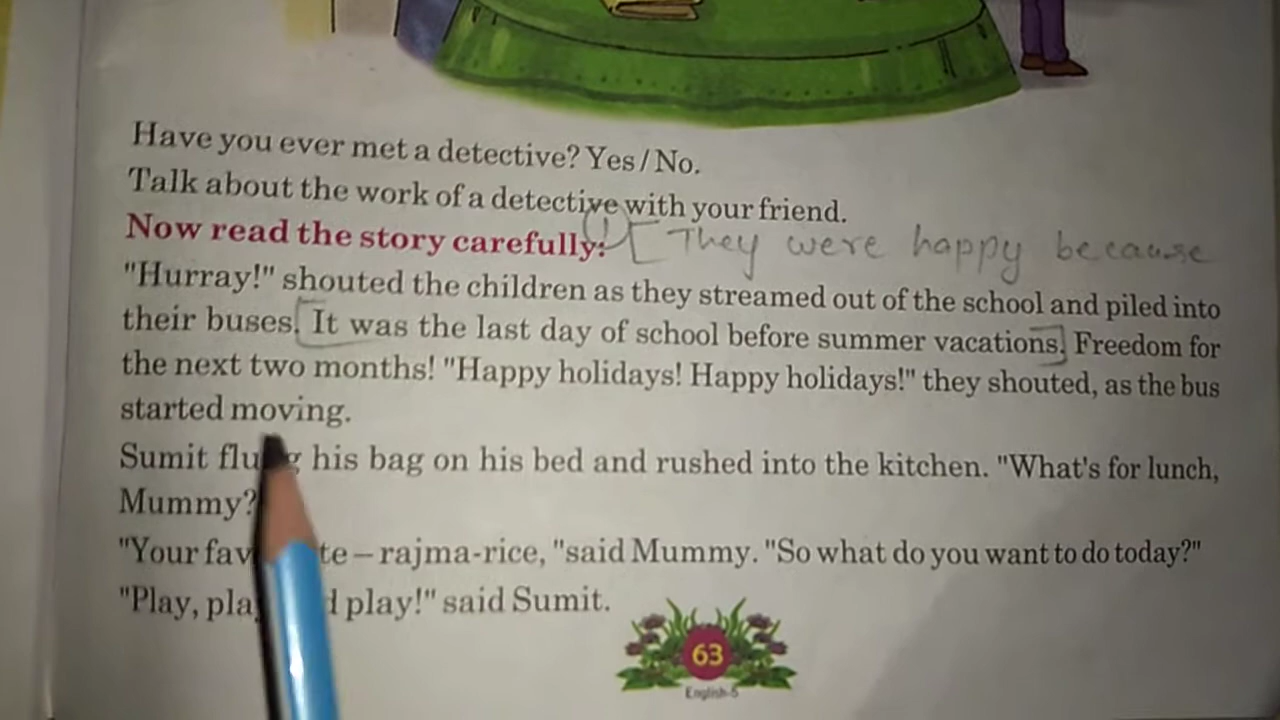 Have you ever met a detective? Yes / No.
Talk about the work of a detective with your friend.
Now read the story carefully: They were happy because
"Hurray!" shouted the children as they streamed out of the school and piled into
their buses. It was the last day of school before summer vacations. Freedom for
the next two months! "Happy holidays! Happy holidays!" they shouted, as the bus
started moving.
Sumit his bag on his bed and rushed into the kitchen. "What's for lunch,
Mummy?
"Your – rajma-rice, "said Mummy. "So what do you want to do today?"
"Play, play!" said Sumit.
63
English-5